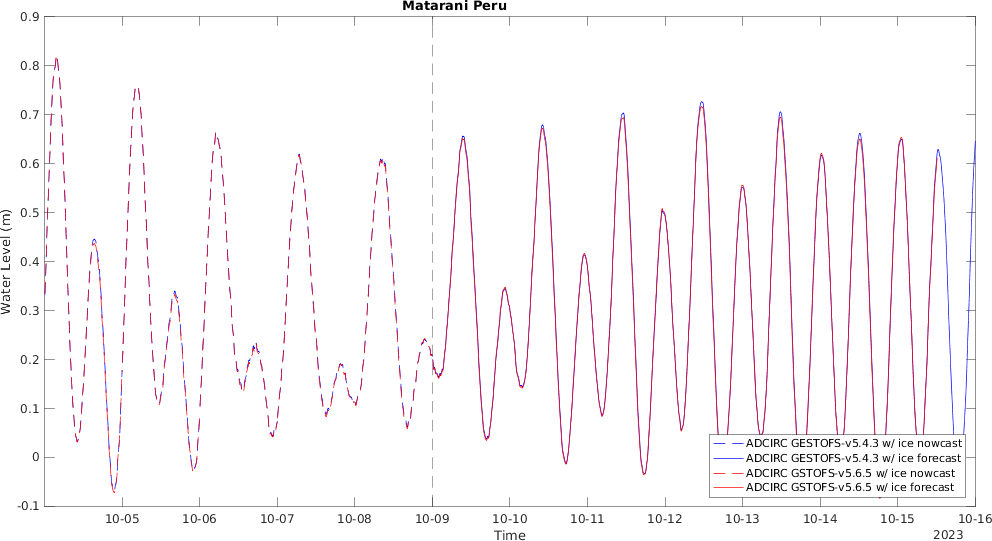 Matarani Peru
0.9
0.8
0.7
0.6
0.5
0.4
0.3
0.2
0.1
0
-0.1
Water Level (m)
ADCIRC GESTOFS-v5.4.3 w/ ice nowcast
ADCIRC GESTOFS-v5.4.3 w/ ice forecast
ADCIRC GSTOFS-v5.6.5 w/ ice nowcast
ADCIRC GSTOFS-v5.6.5 w/ ice forecast
10-05 10-06 10-07 10-08 10-09 10-10 10-11 10-12 10-13 10-14 10-15 10-16
Time
2023